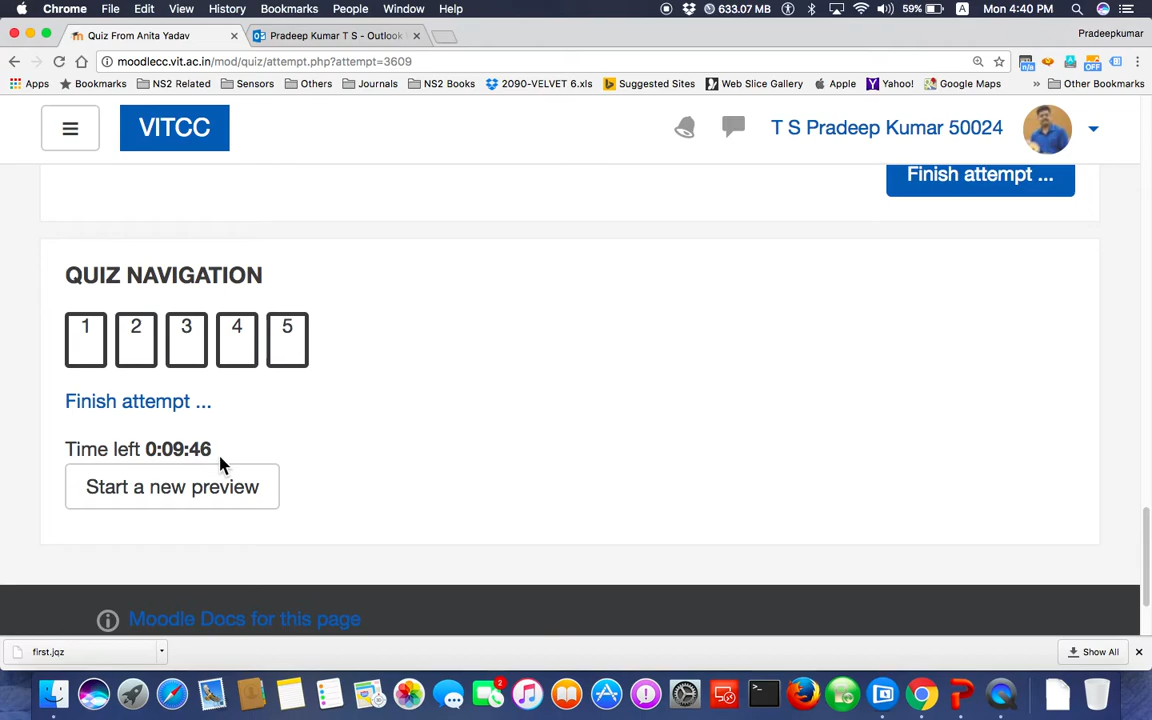 Chrome File Edit View History Bookmarks People Window Help 633.07 MB 59% A Mon 4:40 PM
Quiz From Anita Yadav Pradeep Kumar T S - Outlook Pradeepkumar
moodlecc.vit.ac.in/mod/quiz/attempt.php?attempt=3609
Apps Bookmarks NS2 Related Sensors Others Journals NS2 Books 2090-VELVET 6.xls Suggested Sites Web Slice Gallery Apple Yahoo! Google Maps » Other Bookmarks
VITCC T S Pradeep Kumar 50024
Finish attempt ...
QUIZ NAVIGATION
1 2 3 4 5
Finish attempt ...
Time left 0:09:46
Start a new preview
Moodle Docs for this page
first.jqz Show All
2